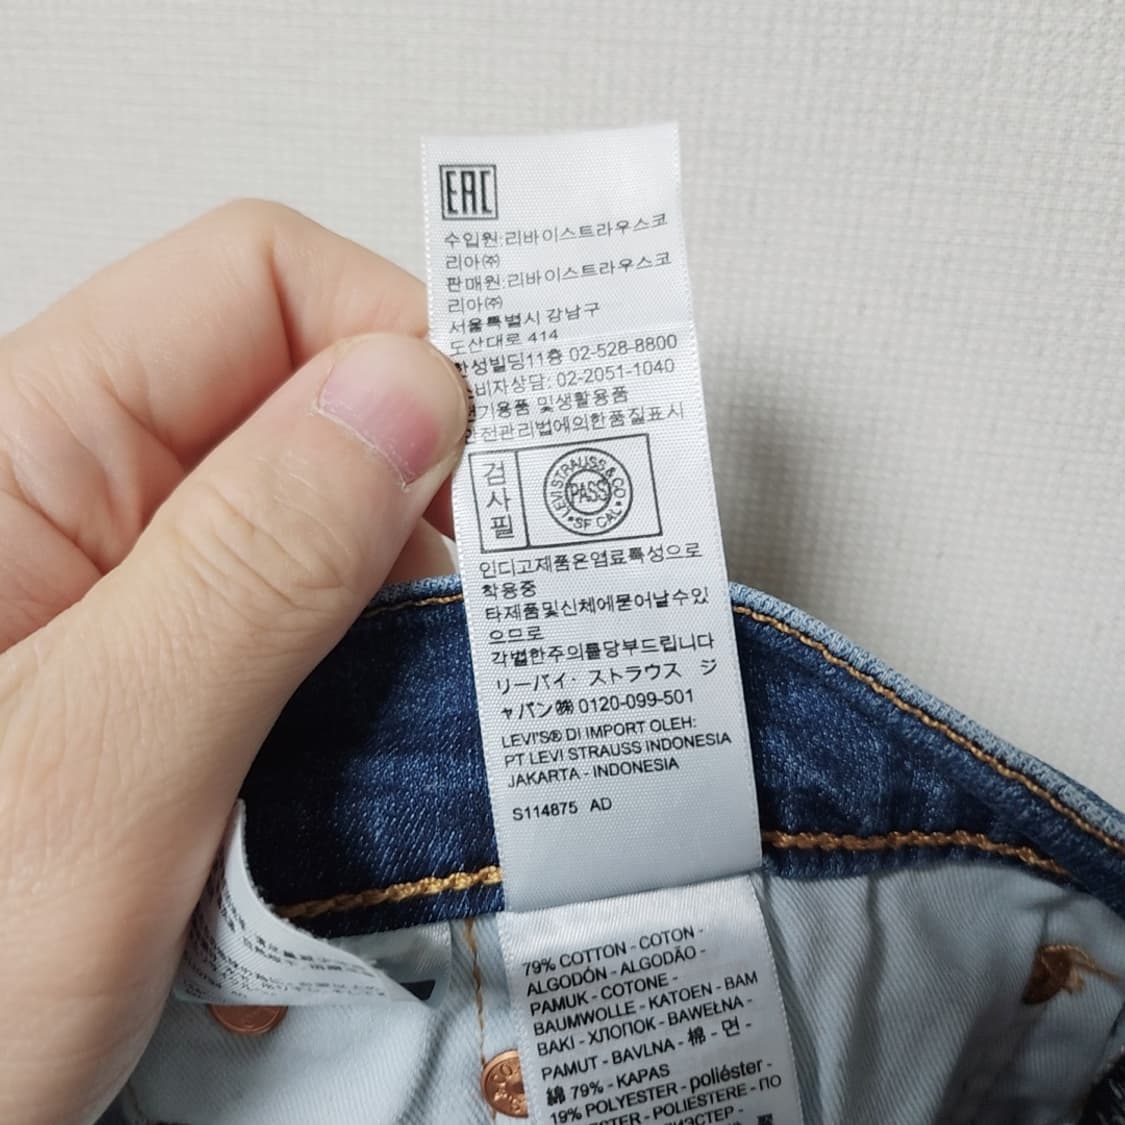 EAC
수입원:리바이스트라우스코
리아㈜
판매원:리바이스트라우스코
리아㈜
서울특별시 강남구
도산대로 414
한성빌딩11층 02-528-8800
비자상담: 02-2051-1040
기용품 및생활용품
전관리법에의한품질표시
검사필
LEVI STRAUSS & CO
PASS
SF CAL
인디고제품은염료특성으로
착용중
타제품및신체에묻어날수있
으므로
각별한주의를당부드립니다
リーバイ・ストラウス ジ
ャパン㈱ 0120-099-501
LEVI'S® DI IMPORT OLEH:
PT LEVI STRAUSS INDONESIA
JAKARTA - INDONESIA
S114875 AD
79% COTTON - COTON -
ALGODÓN - ALGODÃO -
PAMUK - COTONE -
BAUMWOLLE - KATOEN - BAM
BAKI - ХЛОПОК - BAWEŁNA -
PAMUT - BAVLNA - 棉 - 면 -
綿 79% - KAPAS
19% POLYESTER - poliéster -
ESTER - POLIESTERE - ПО